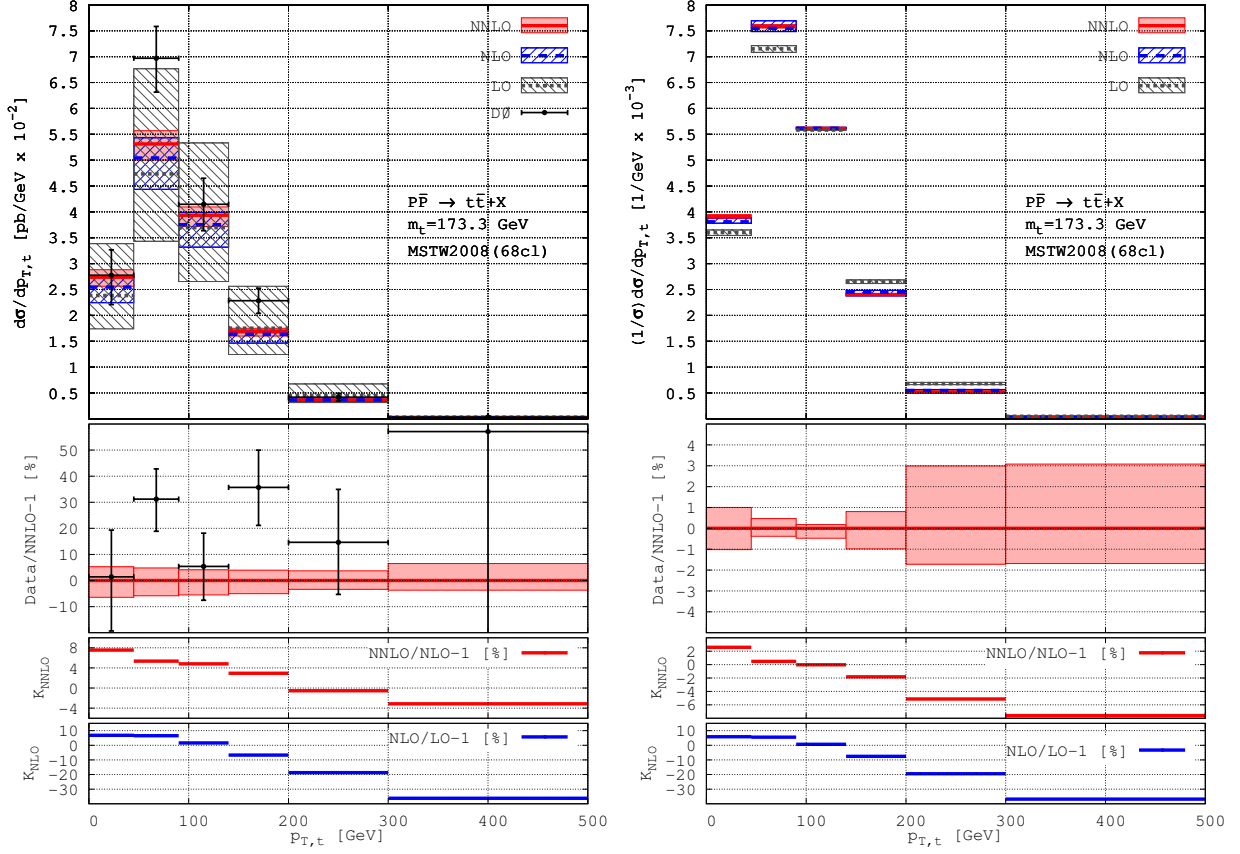 8
7.5
7
6.5
6
5.5
5
4.5
4
3.5
3
2.5
2
1.5
1
0.5
dσ/dp_T,t [pb/GeV x 10^-2]
NNLO
NLO
LO
DØ
PP̄ → tt̄+X
m_t=173.3 GeV
MSTW2008(68cl)
50
40
30
20
10
0
-10
Data/NNLO-1 [%]
8
4
0
-4
K_NNLO
NNLO/NLO-1 [%]
10
0
-10
-20
-30
K_NLO
NLO/LO-1 [%]
0 100 200 300 400 500
p_T,t [GeV]
8
7.5
7
6.5
6
5.5
5
4.5
4
3.5
3
2.5
2
1.5
1
0.5
(1/σ)dσ/dp_T,t [1/GeV x 10^-3]
NNLO
NLO
LO
PP̄ → tt̄+X
m_t=173.3 GeV
MSTW2008(68cl)
4
3
2
1
0
-1
-2
-3
-4
Data/NNLO-1 [%]
2
0
-2
-4
-6
K_NNLO
NNLO/NLO-1 [%]
10
0
-10
-20
-30
K_NLO
NLO/LO-1 [%]
0 100 200 300 400 500
p_T,t [GeV]